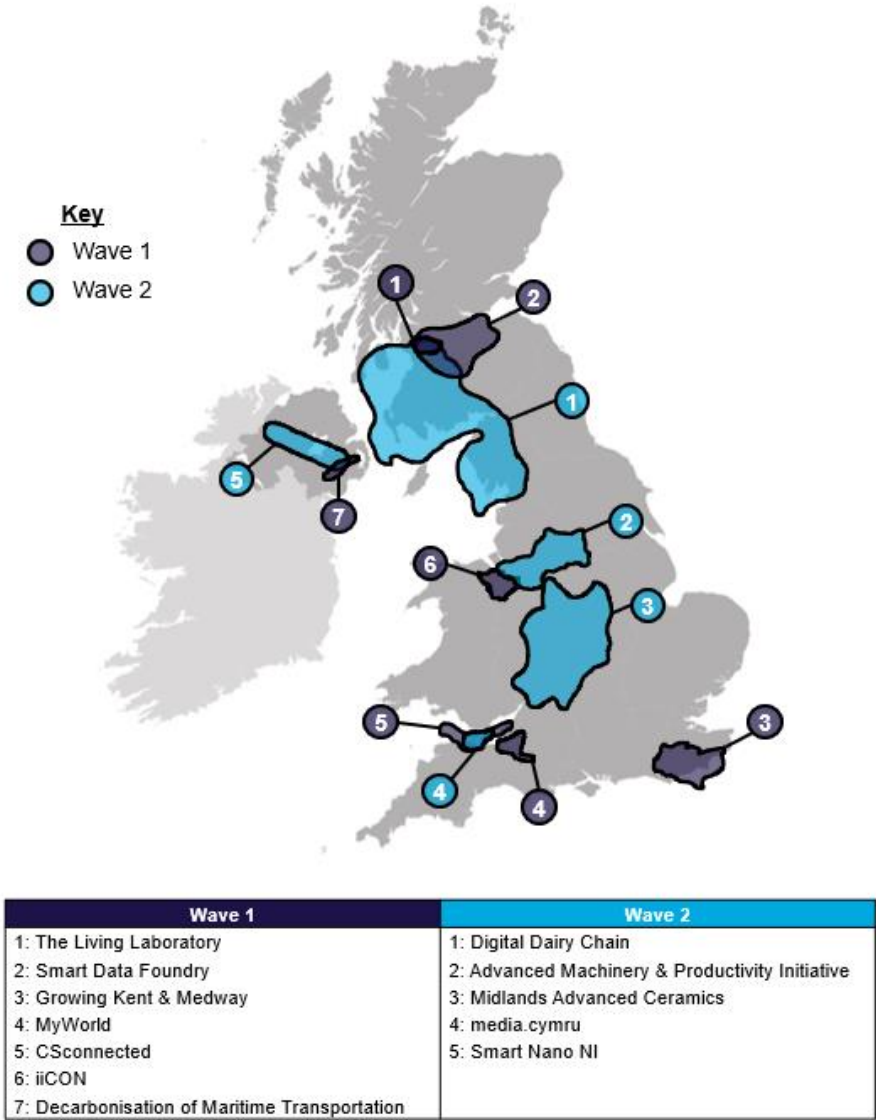 Key
Wave 1
Wave 2
1
2
1
5
7
2
6
3
5
3
4
4
Wave 1
Wave 2
1: The Living Laboratory
1: Digital Dairy Chain
2: Smart Data Foundry
2: Advanced Machinery & Productivity Initiative
3: Growing Kent & Medway
3: Midlands Advanced Ceramics
4: MyWorld
4: media.cymru
5: CSconnected
5: Smart Nano NI
6: iiCON
7: Decarbonisation of Maritime Transportation